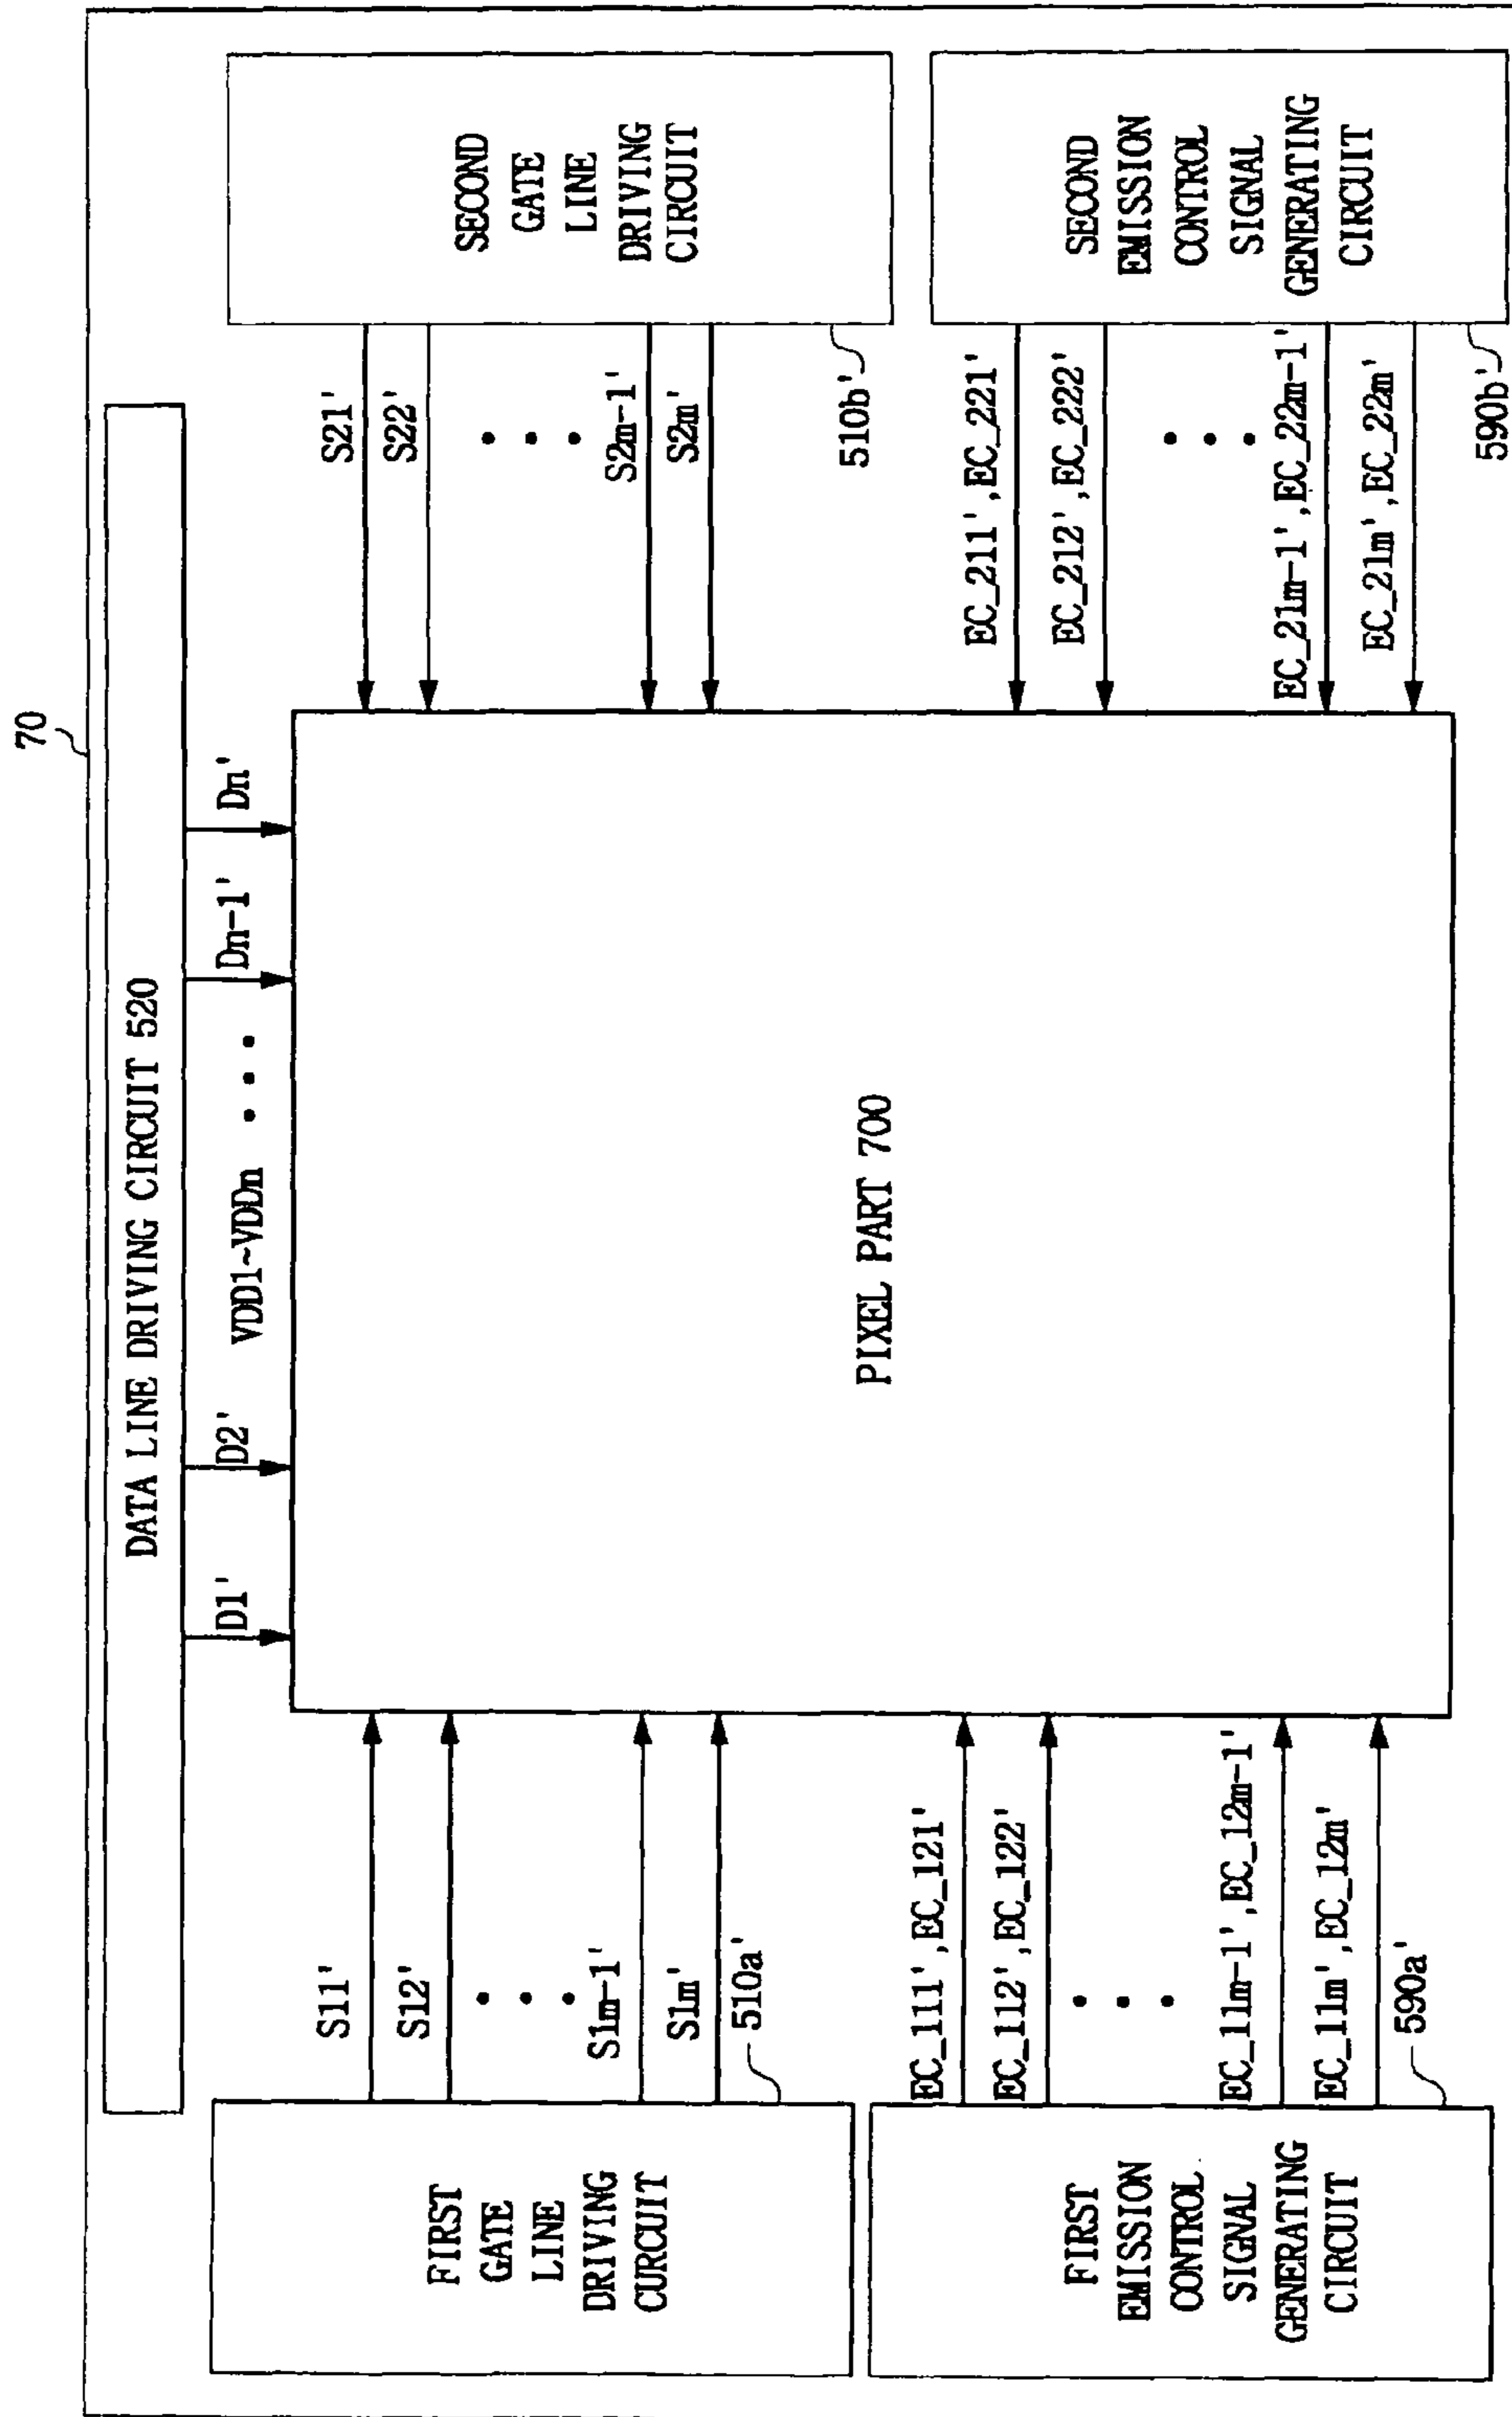 70
DATA LINE DRIVING CIRCUIT 520
D1'
D2'
VDD1~VDDn
Dn-1'
Dn'
FIRST
GATE
LINE
DRIVING
CURCUIT
S11'
S12'
S1m-1'
S1m'
510a'
PIXEL PART 700
S21'
S22'
S2m-1'
S2m'
510b'
SECOND
GATE
LINE
DRIVING
CIRCUIT
FIRST
EMISSION
CONTROL
SIGNAL
GENERATING
CIRCUIT
EC_111',EC_121'
EC_112',EC_122'
EC_11m-1',EC_12m-1'
EC_11m',EC_12m'
590a'
EC_211',EC_221'
EC_212',EC_222'
EC_21m-1',EC_22m-1'
EC_21m',EC_22m'
590b'
SECOND
EMISSION
CONTROL
SIGNAL
GENERATING
CIRCUIT